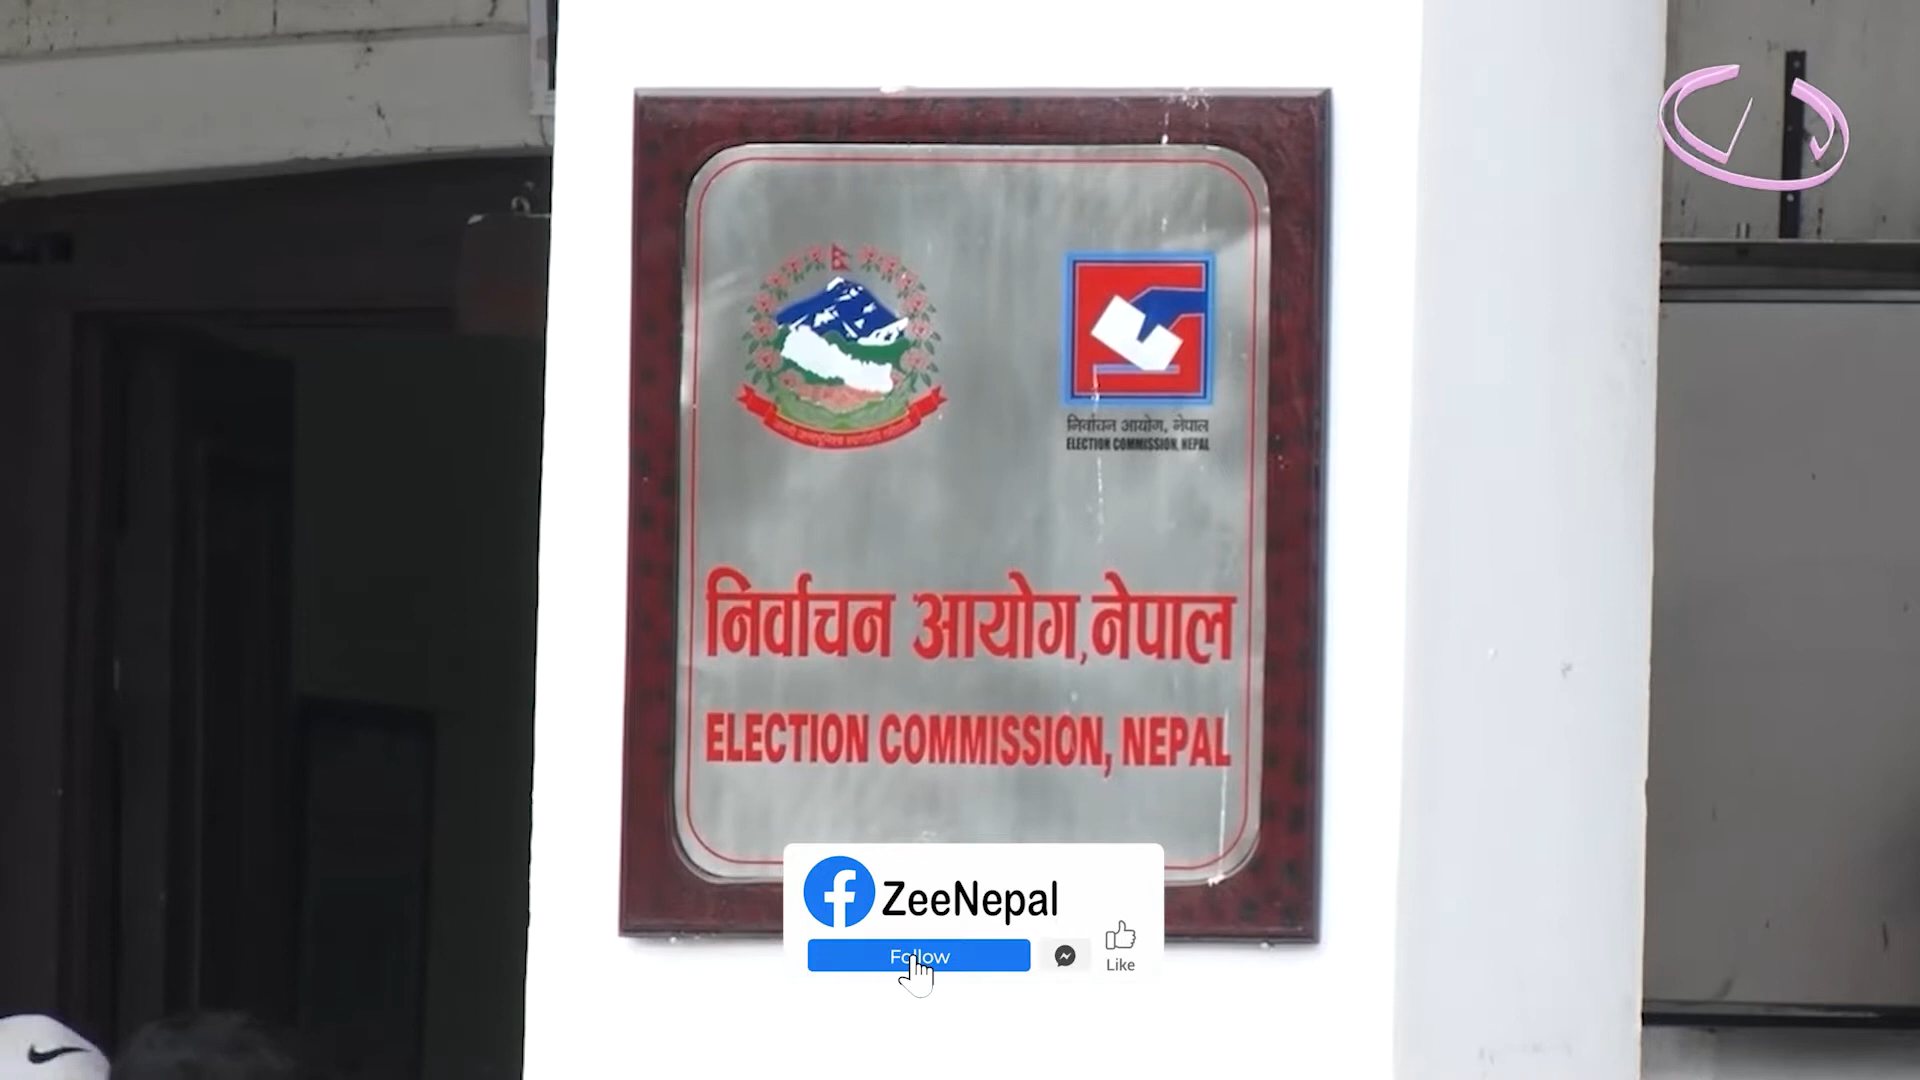 निर्वाचन आयोग, नेपाल
ELECTION COMMISSION, NEPAL
निर्वाचन आयोग, नेपाल
ELECTION COMMISSION, NEPAL
ZeeNepal
Follow
Like